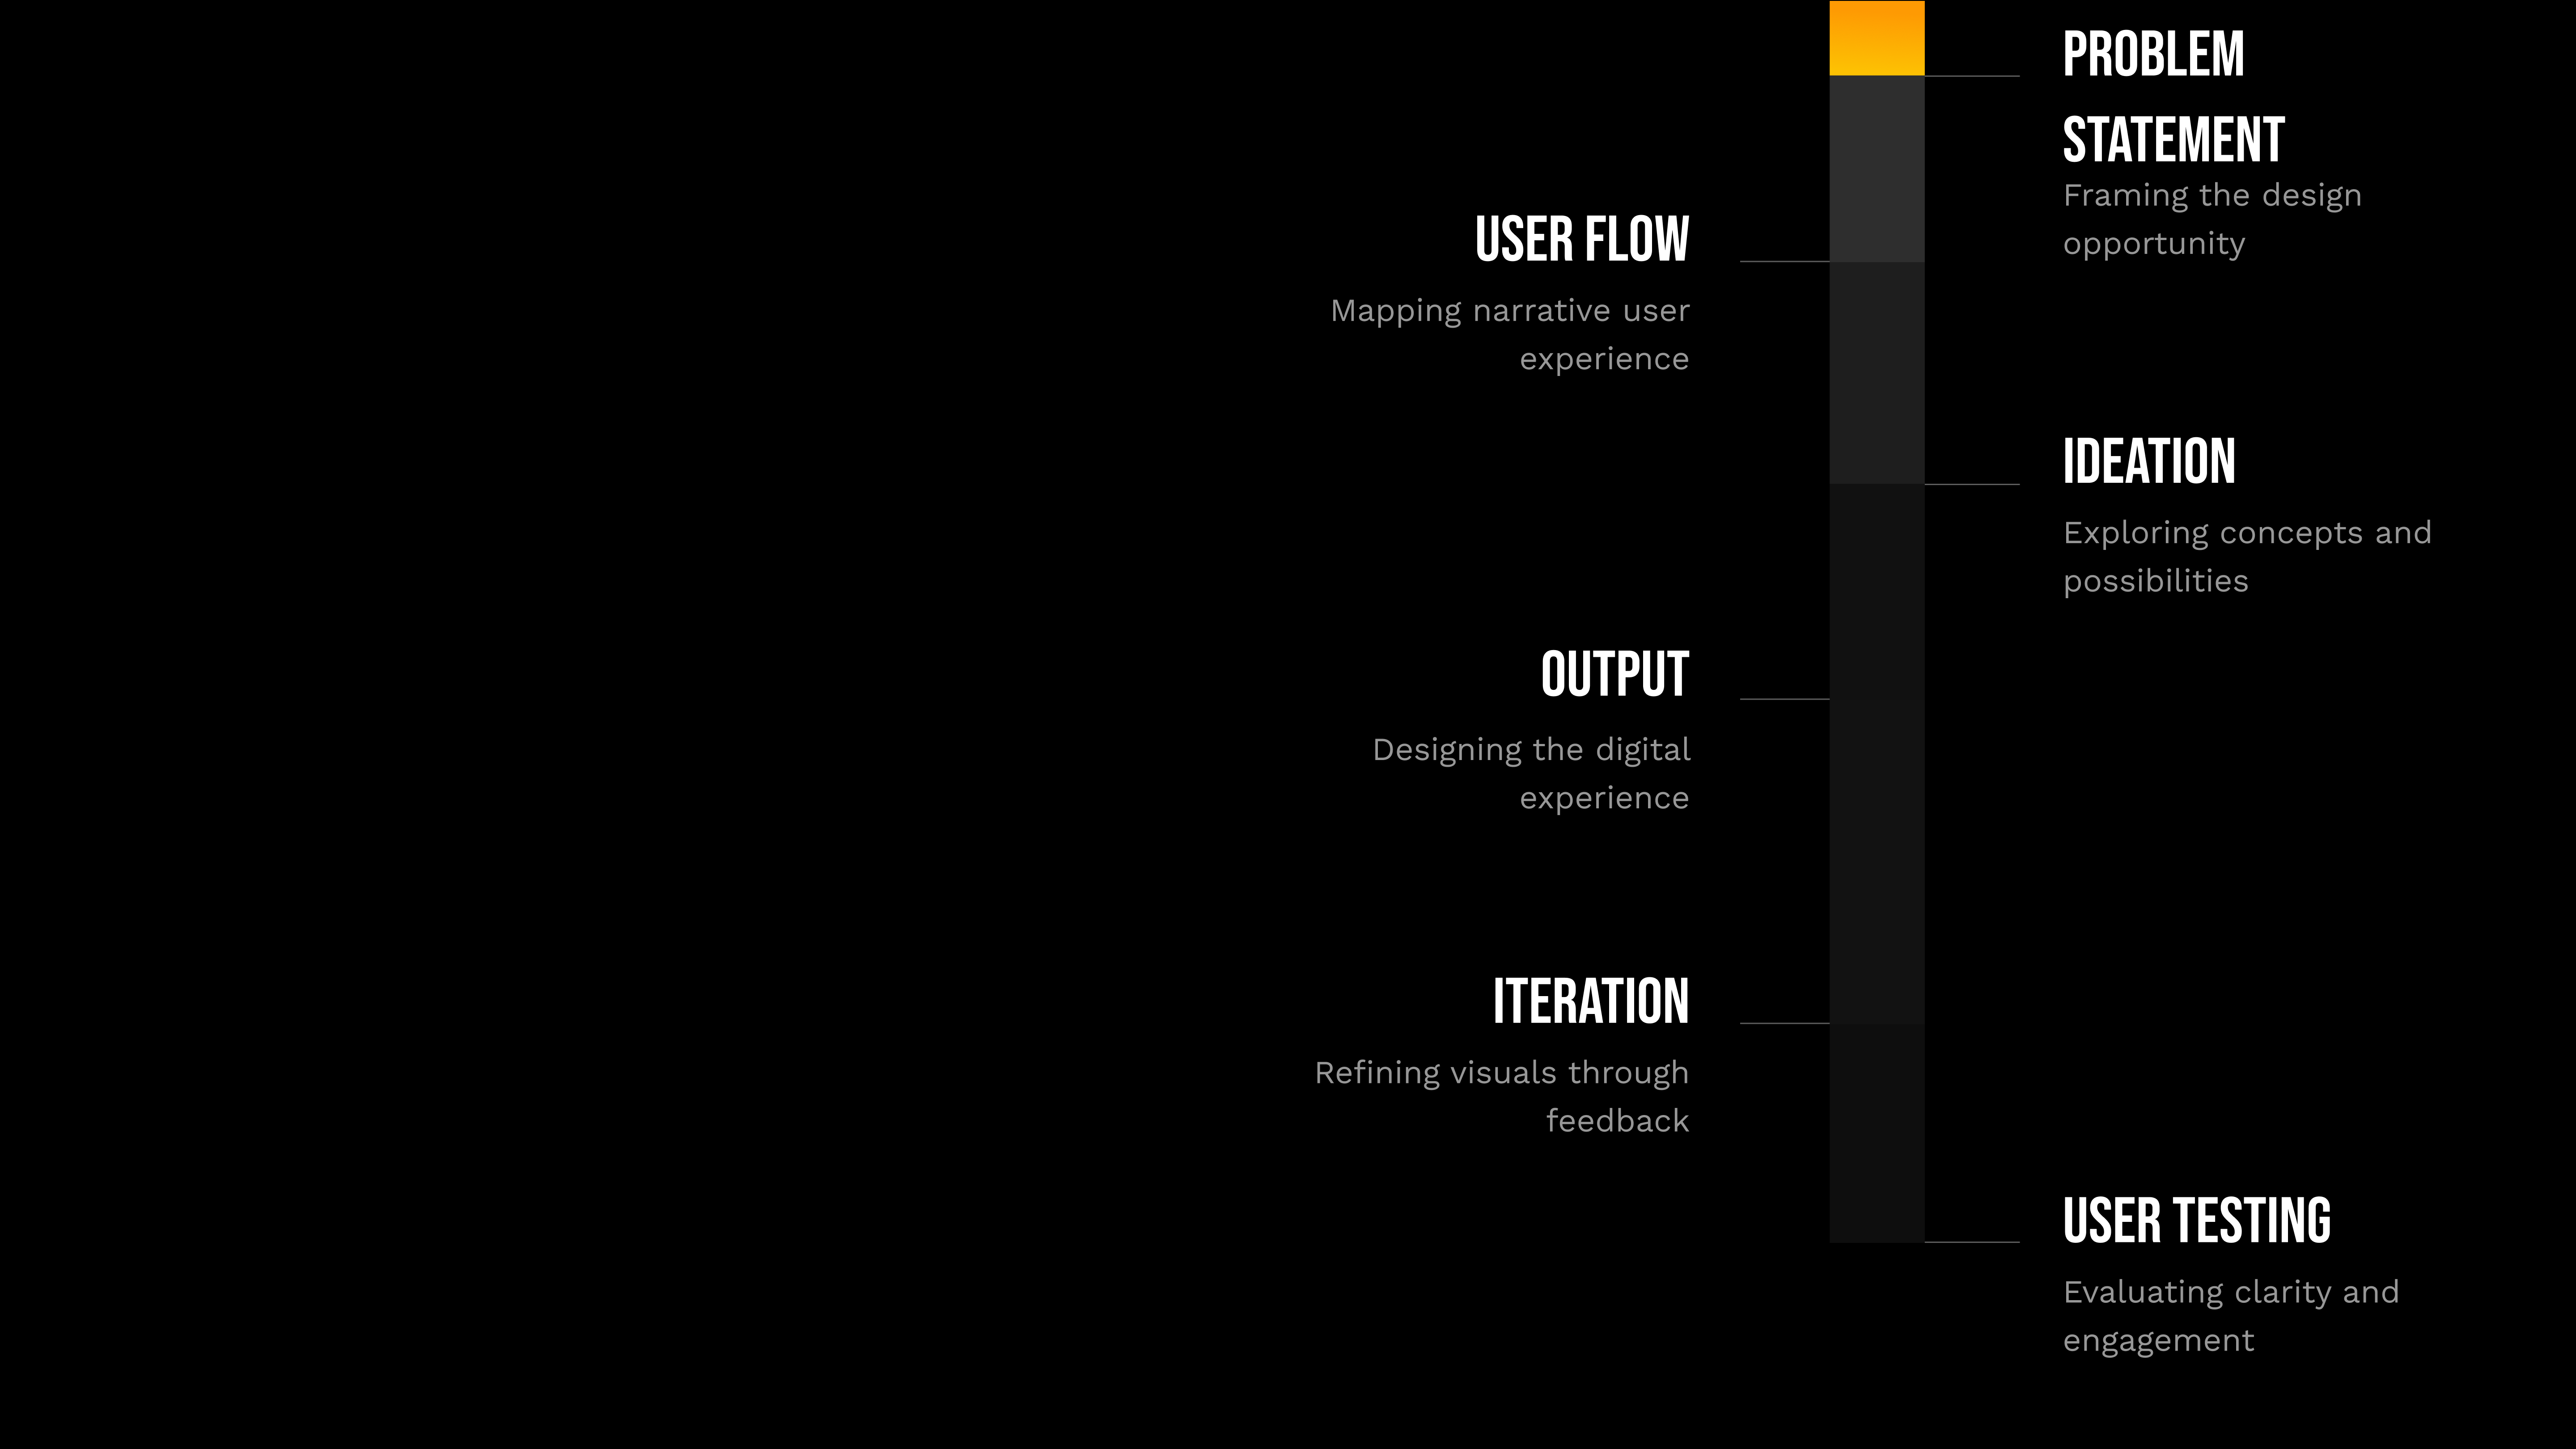 PROBLEM
STATEMENT
Framing the design
opportunity
USER FLOW
Mapping narrative user
experience
IDEATION
Exploring concepts and
possibilities
OUTPUT
Designing the digital
experience
ITERATION
Refining visuals through
feedback
USER TESTING
Evaluating clarity and
engagement